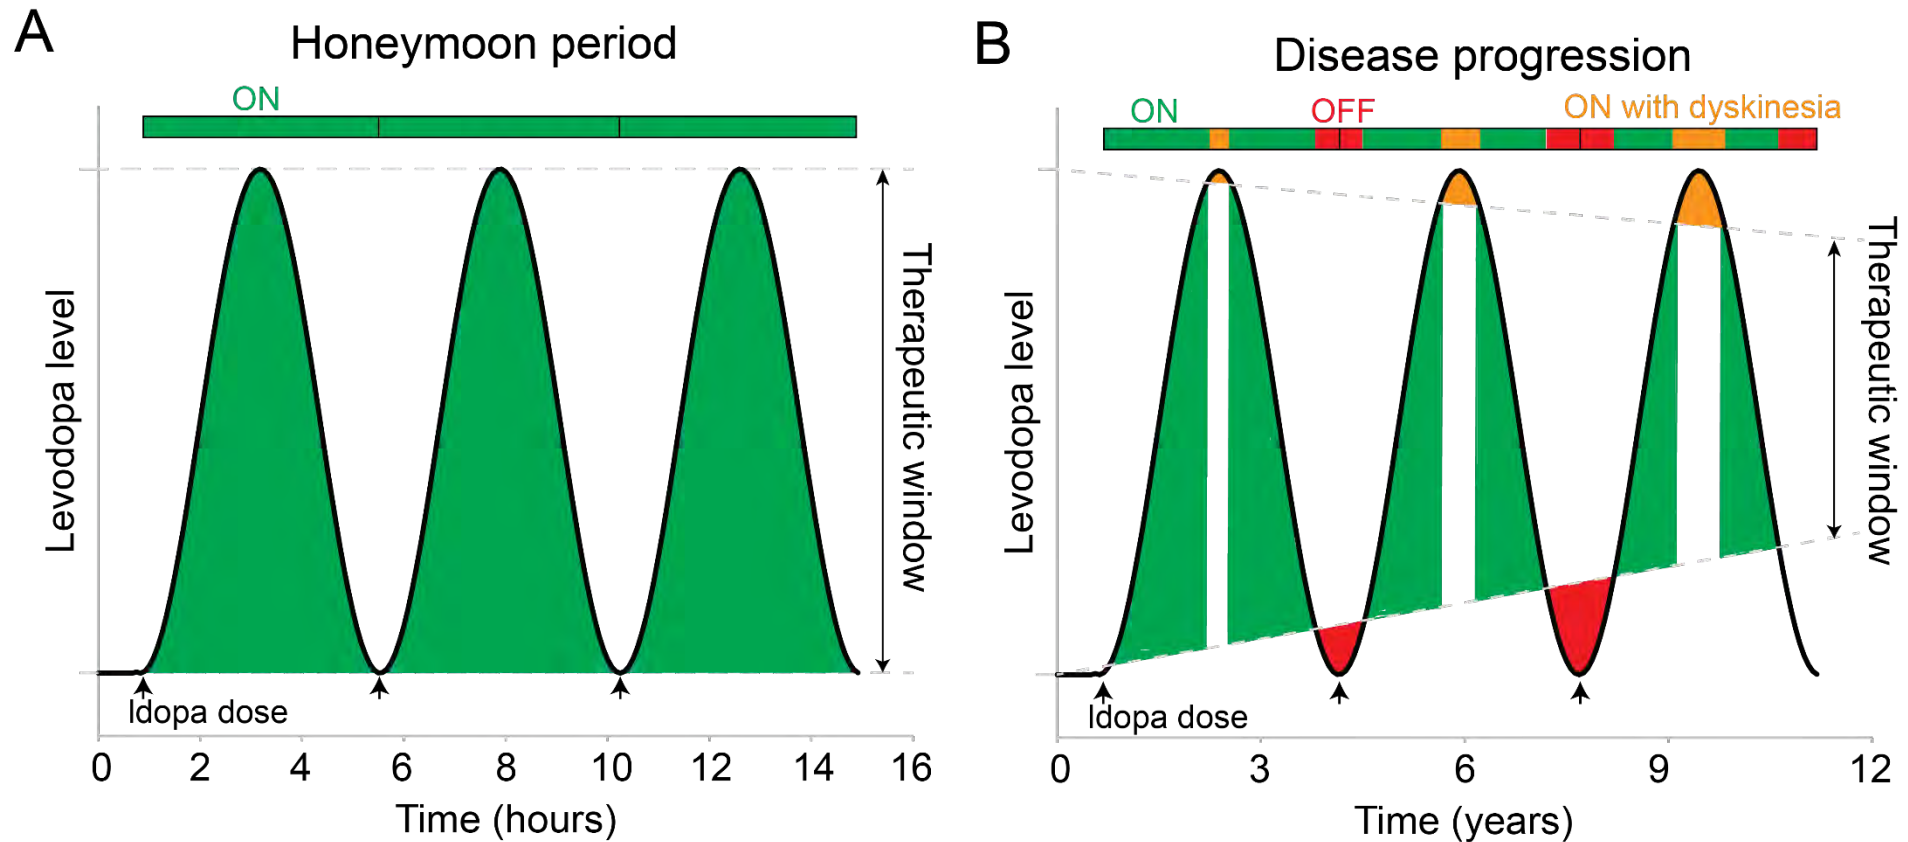 A
Honeymoon period
ON
Levodopa level
Therapeutic window
ldopa dose
0 2 4 6 8 10 12 14 16
Time (hours)
B
Disease progression
ON OFF ON with dyskinesia
Levodopa level
Therapeutic window
ldopa dose
0 3 6 9 12
Time (years)